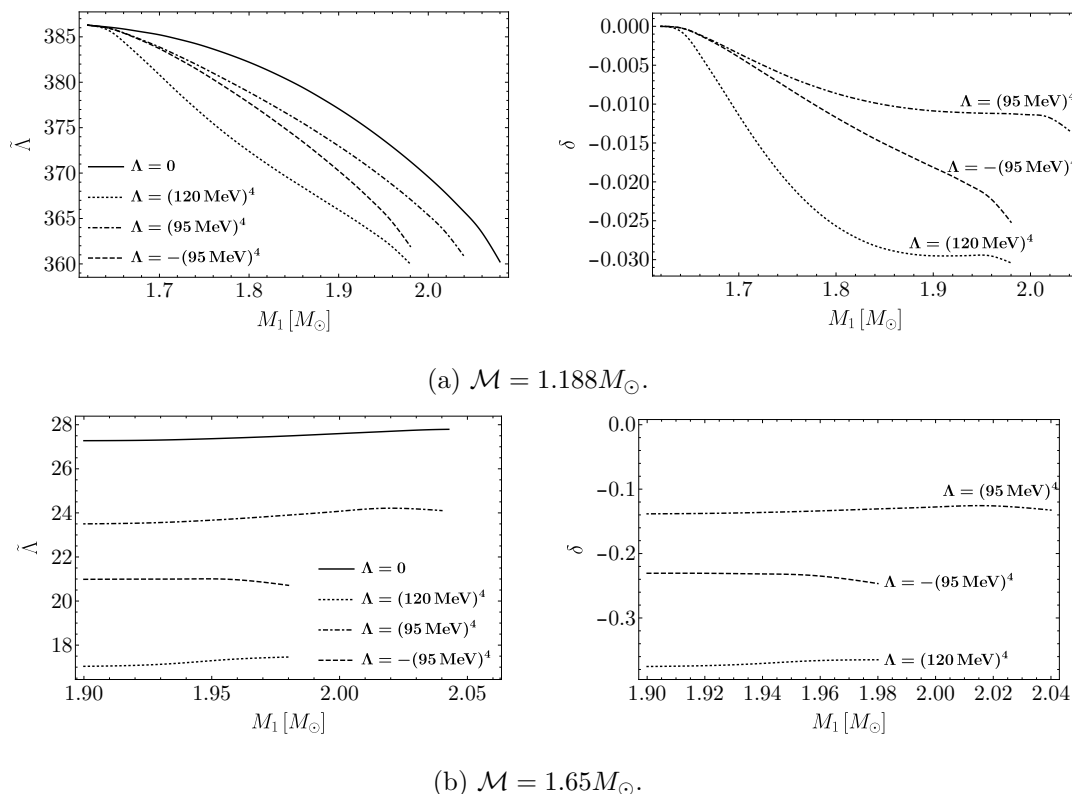 385
380
375
370
365
360
Λ̃
Λ = 0
Λ = (120 MeV)⁴
Λ = (95 MeV)⁴
Λ = −(95 MeV)⁴
1.7 1.8 1.9 2.0
M₁ [M⊙]
0.000
−0.005
−0.010
−0.015
−0.020
−0.025
−0.030
δ
Λ = (95 MeV)⁴
Λ = −(95 MeV)⁴
Λ = (120 MeV)⁴
1.7 1.8 1.9 2.0
M₁ [M⊙]
(a) ℳ = 1.188M⊙.
28
26
24
22
20
18
Λ̃
Λ = 0
Λ = (120 MeV)⁴
Λ = (95 MeV)⁴
Λ = −(95 MeV)⁴
1.90 1.95 2.00 2.05
M₁ [M⊙]
0.0
−0.1
−0.2
−0.3
δ
Λ = (95 MeV)⁴
Λ = −(95 MeV)⁴
Λ = (120 MeV)⁴
1.90 1.92 1.94 1.96 1.98 2.00 2.02 2.04
M₁ [M⊙]
(b) ℳ = 1.65M⊙.